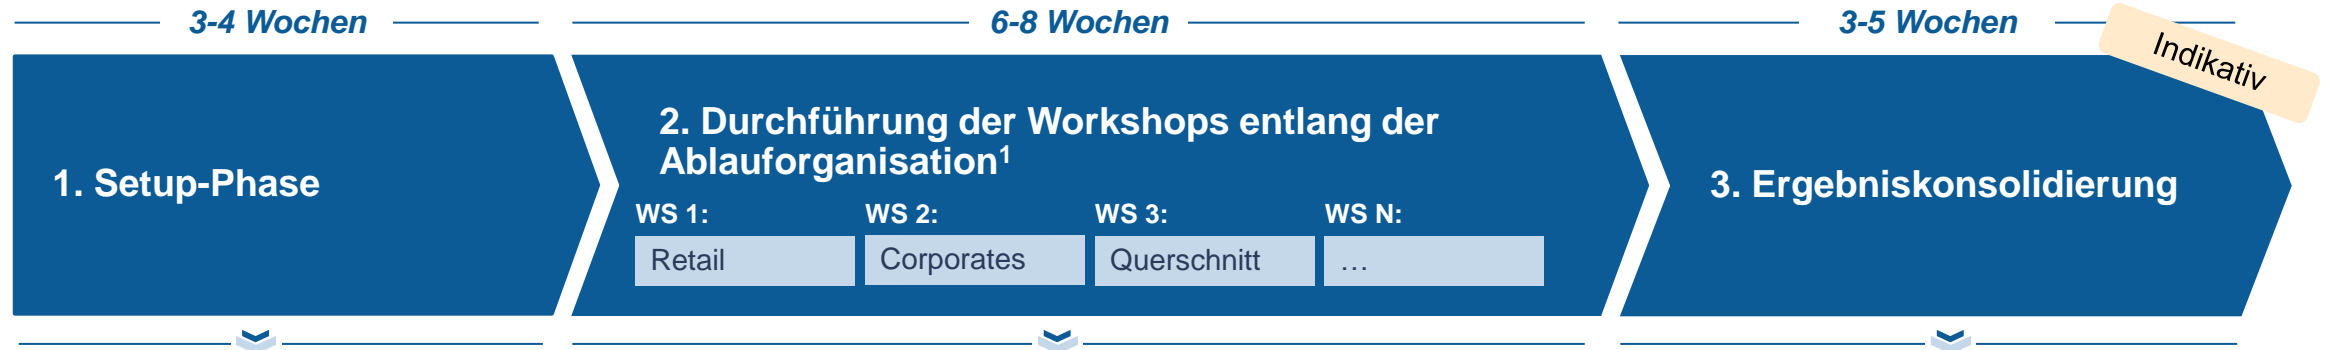 3-4 Wochen
6-8 Wochen
3-5 Wochen
Indikativ
1. Setup-Phase
2. Durchführung der Workshops entlang der
Ablauforganisation¹
WS 1:
WS 2:
WS 3:
WS N:
Retail
Corporates
Querschnitt
…
3. Ergebniskonsolidierung